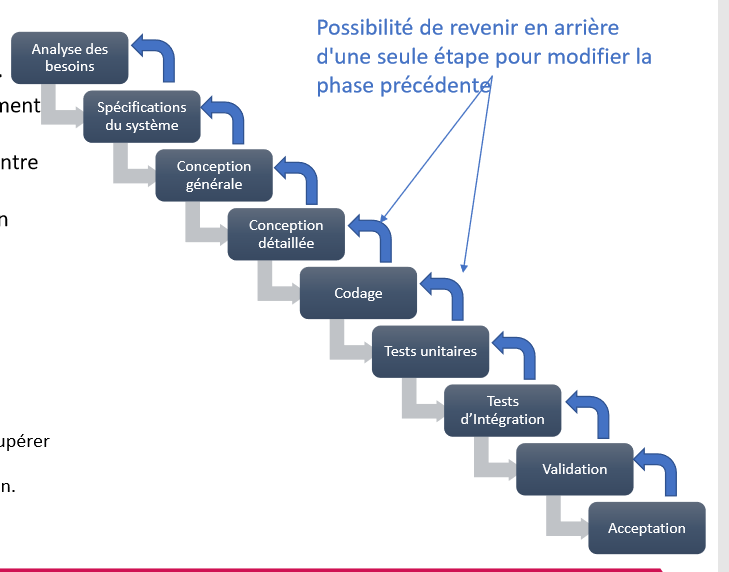 Possibilité de revenir en arrière
d'une seule étape pour modifier la
phase précédente
Analyse des
besoins
Spécifications
du système
Conception
générale
Conception
détaillée
Codage
Tests unitaires
Tests
d'Intégration
Validation
Acceptation